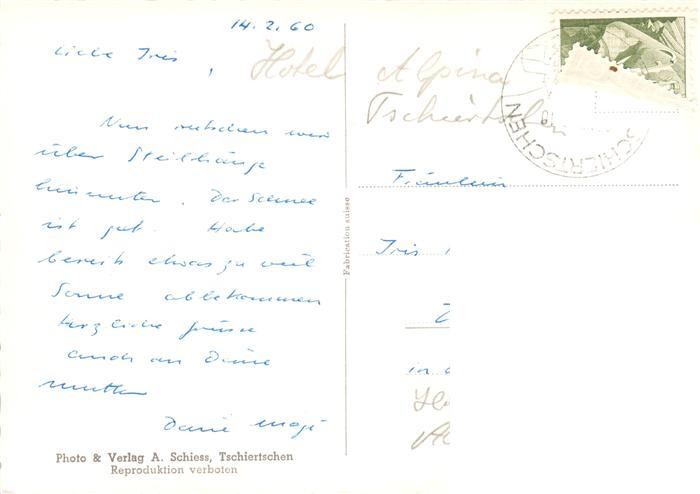 14.2.60
Liebe Iris,
Nun rutschen wir
über Steilhänge
hinunter. Der Schnee
ist gut. Habe
bereits etwas zu viel
Sonne abbekommen
Herzliche Grüsse
auch an Deine
Mutter
Photo & Verlag A. Schiess, Tschiertschen
Reproduktion verboten
Fabrication suisse
Hotel Alpina
Tschiertschen
TSCHIERTSCHEN
Fräulein
Iris